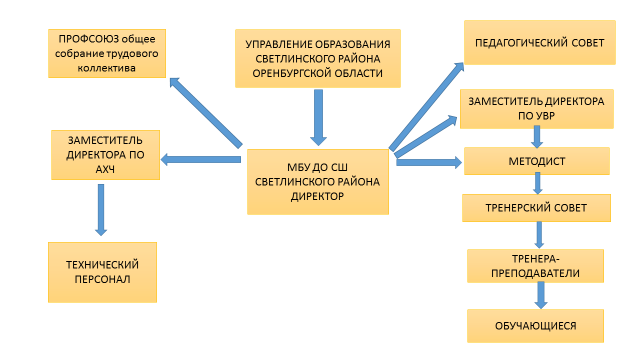 ПРОФСОЮЗ общее
собрание трудового
коллектива
УПРАВЛЕНИЕ ОБРАЗОВАНИЯ
СВЕТЛИНСКОГО РАЙОНА
ОРЕНБУРГСКОЙ ОБЛАСТИ
ПЕДАГОГИЧЕСКИЙ СОВЕТ
ЗАМЕСТИТЕЛЬ ДИРЕКТОРА
ПО УВР
ЗАМЕСТИТЕЛЬ
ДИРЕКТОРА ПО
АХЧ
МБУ ДО СШ
СВЕТЛИНСКОГО РАЙОНА
ДИРЕКТОР
МЕТОДИСТ
ТРЕНЕРСКИЙ СОВЕТ
ТЕХНИЧЕСКИЙ
ПЕРСОНАЛ
ТРЕНЕРА-
ПРЕПОДАВАТЕЛИ
ОБУЧАЮЩИЕСЯ